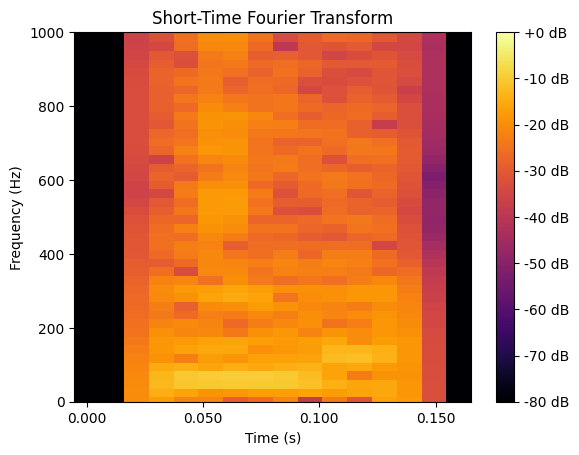 Short-Time Fourier Transform
1000
800
600
400
200
0
Frequency (Hz)
0.000
0.050
0.100
0.150
Time (s)
+0 dB
-10 dB
-20 dB
-30 dB
-40 dB
-50 dB
-60 dB
-70 dB
-80 dB